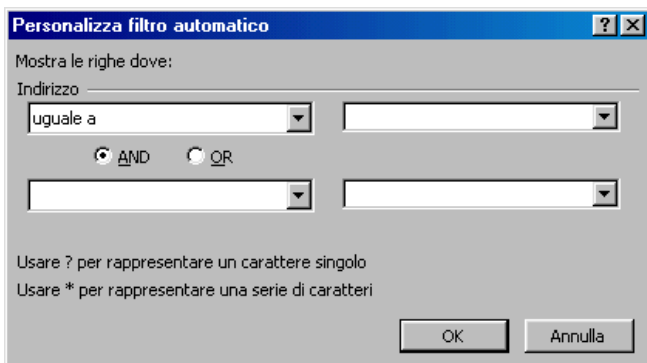 Personalizza filtro automatico
Mostra le righe dove:
Indirizzo
uguale a
AND OR
Usare ? per rappresentare un carattere singolo
Usare * per rappresentare una serie di caratteri
OK Annulla